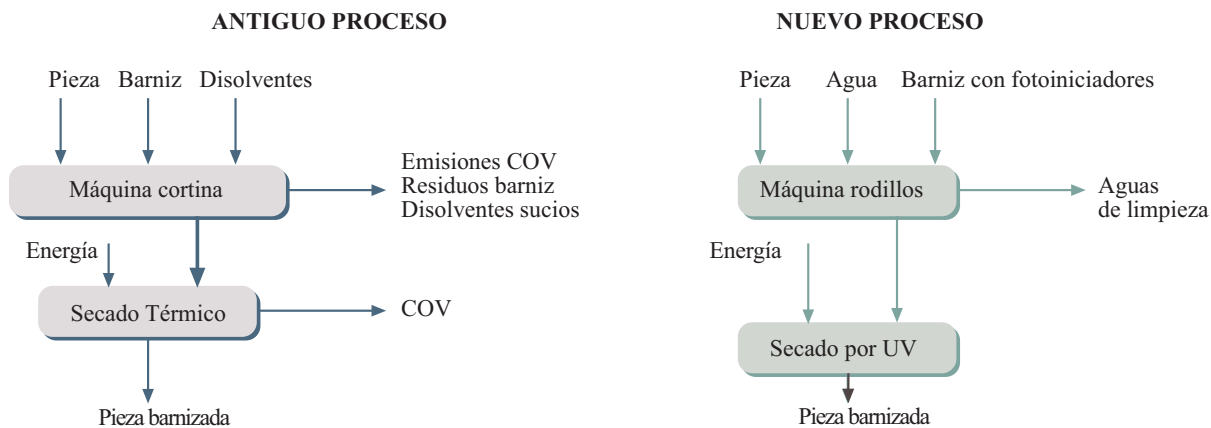 ANTIGUO PROCESO
Pieza Barniz Disolventes
Máquina cortina
Emisiones COV
Residuos barniz
Disolventes sucios
Energía
Secado Térmico
COV
Pieza barnizada
NUEVO PROCESO
Pieza Agua Barniz con fotoiniciadores
Máquina rodillos
Aguas
de limpieza
Energía
Secado por UV
Pieza barnizada